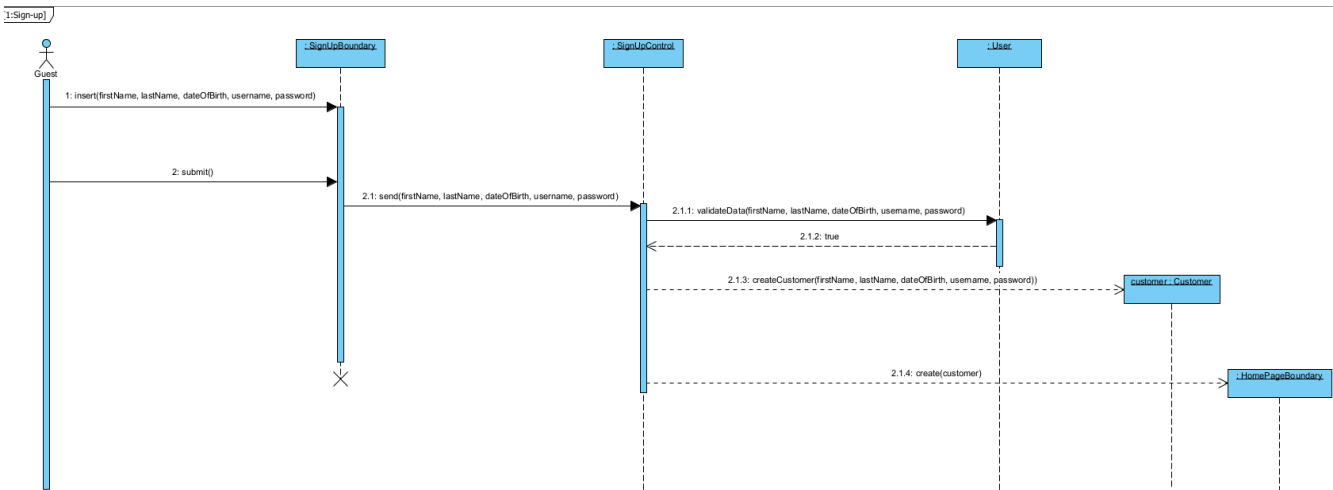 [1:Sign-up]
: SignUpBoundary
: SignUpControl
: User
Guest
1: insert(firstName, lastName, dateOfBirth, username, password)
2: submit()
2.1: send(firstName, lastName, dateOfBirth, username, password)
2.1.1: validateData(firstName, lastName, dateOfBirth, username, password)
2.1.2: true
2.1.3: createCustomer(firstName, lastName, dateOfBirth, username, password))
customer : Customer
2.1.4: create(customer)
: HomePageBoundary